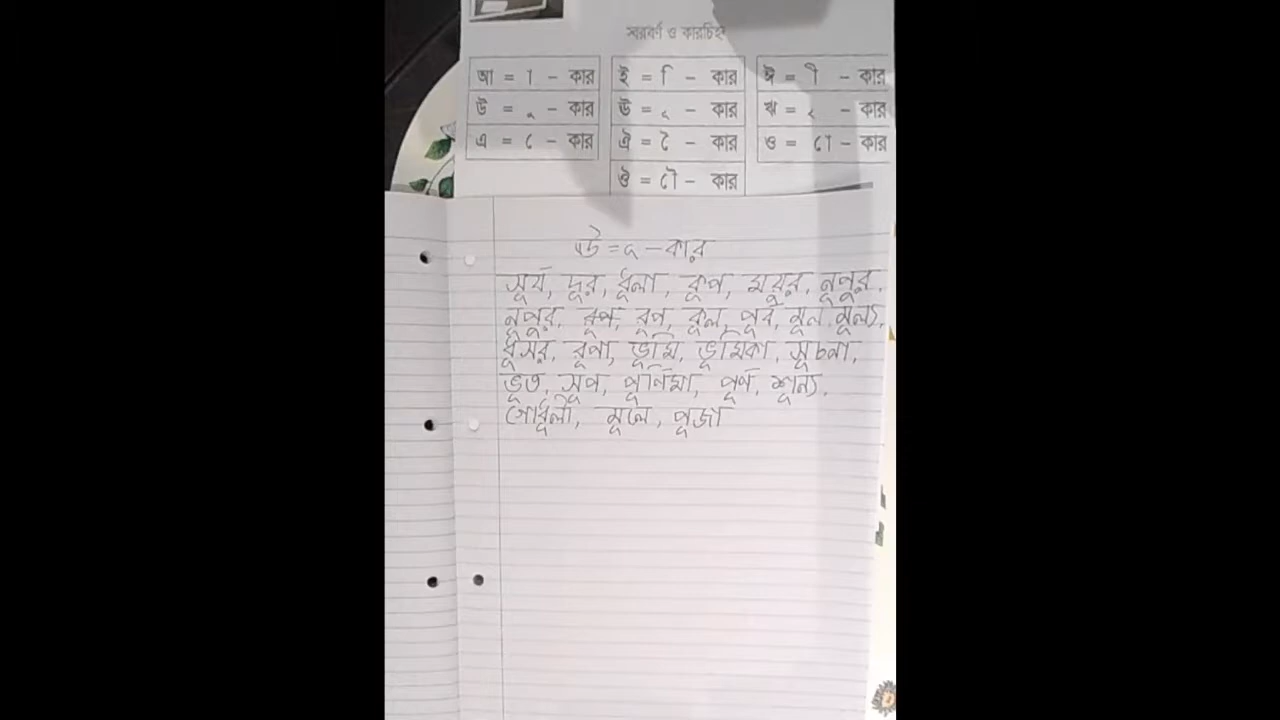 স্বরবর্ণ ও কারচিহ্ন
আ = া - কার ই = ি - কার ঈ = ী - কার
উ = ু - কার ঊ = ূ - কার ঋ = ৃ - কার
এ = ে - কার ঐ = ৈ - কার ও = ো - কার
ঔ = ৌ - কার
ঊ = ূ - কার
সূর্য, দূর, ধূলা, কূপ, ময়ূর, নূপুর,
নূপুর, রূপ, কূল, পূর্ব, মূল, মূল্য,
ধূসর, রূপা, ভূমি, ভূমিকা, সূচনা,
ভূত, সূপ, পূর্ণিমা, পূর্ণ, শূন্য,
গোধূলী, মূলে, পূজা